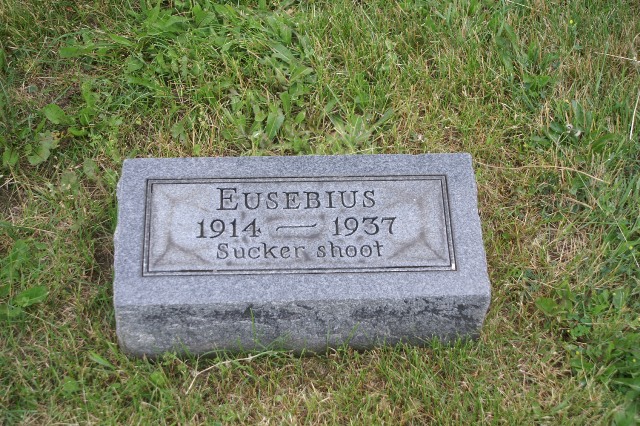 EUSEBIUS
1914 — 1937
Sucker shoot